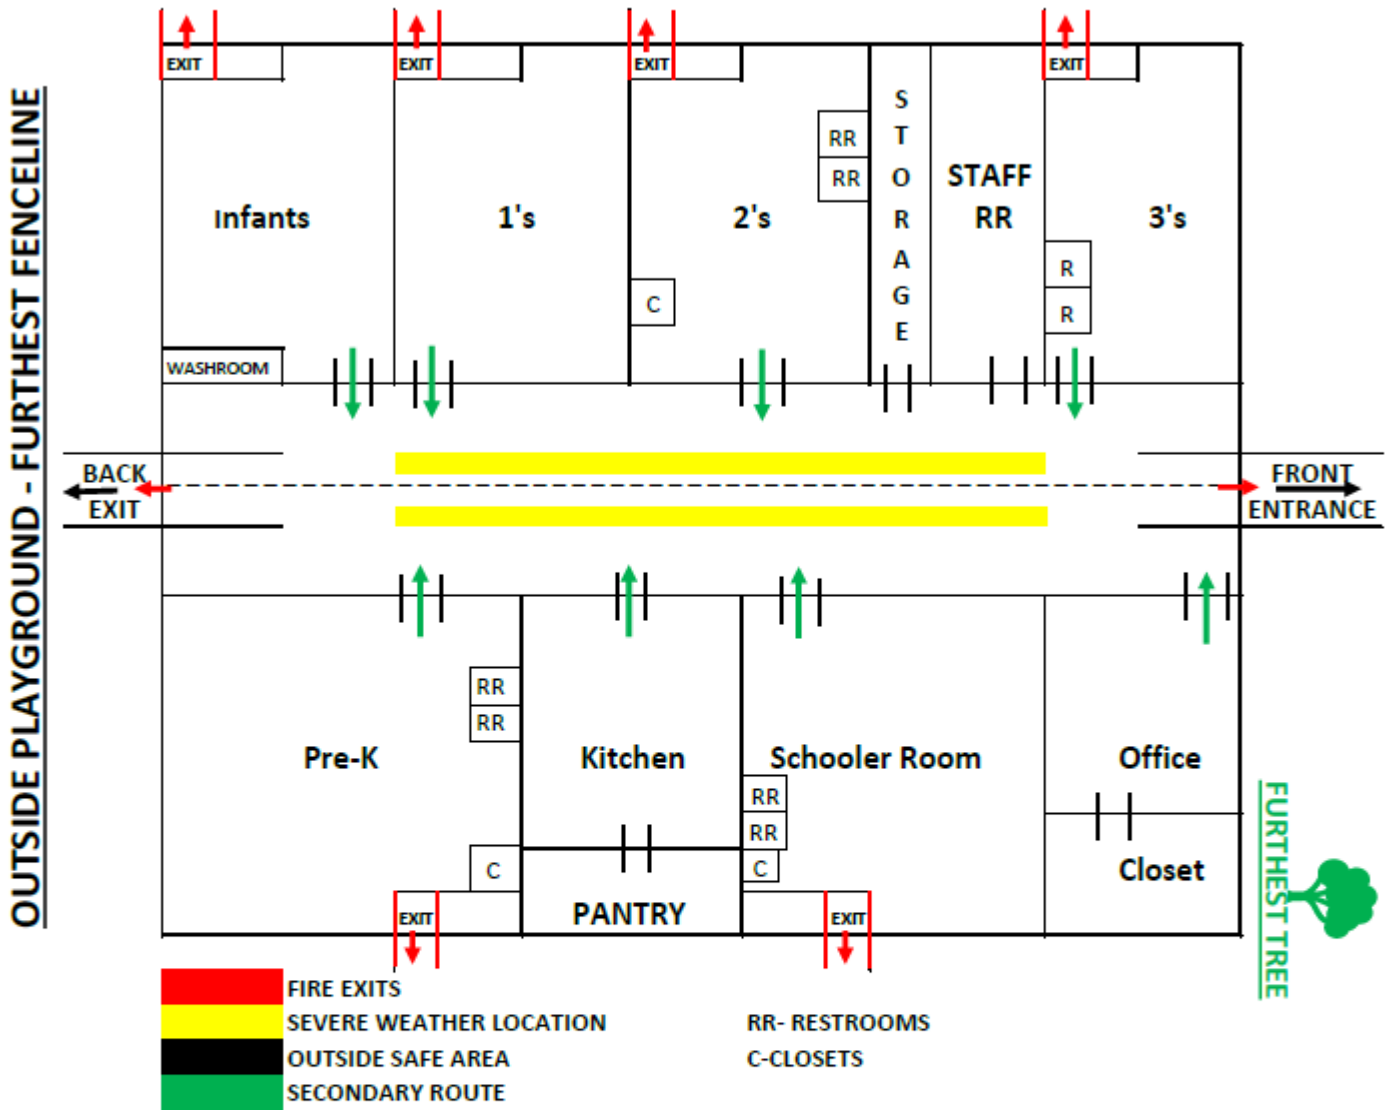 EXIT
EXIT
EXIT
EXIT
OUTSIDE PLAYGROUND - FURTHEST FENCELINE
Infants
1's
2's
RR
RR
C
STORAGE
STAFF
RR
3's
R
R
WASHROOM
BACK
EXIT
FRONT
ENTRANCE
Pre-K
RR
RR
C
EXIT
Kitchen
PANTRY
Schooler Room
RR
RR
C
EXIT
Office
Closet
FURTHEST TREE
FIRE EXITS
SEVERE WEATHER LOCATION
RR- RESTROOMS
OUTSIDE SAFE AREA
C-CLOSETS
SECONDARY ROUTE